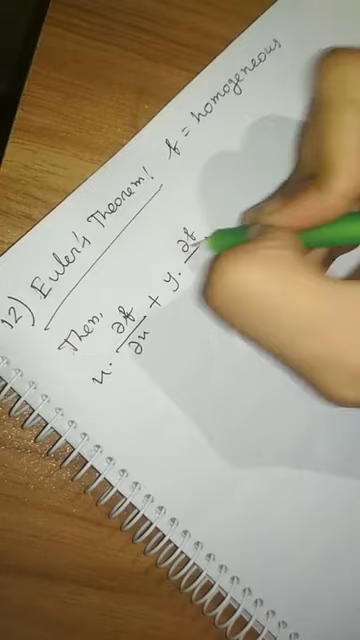 12) Euler's Theorem! f = homogeneous
Then,
x. ∂f/∂x + y. ∂f